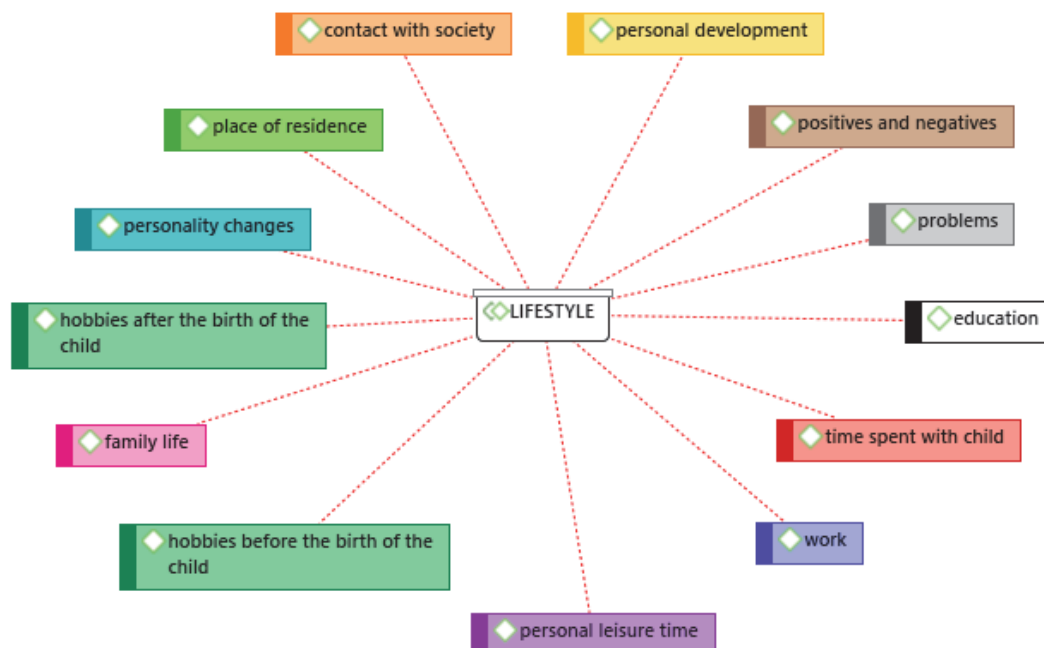 contact with society
personal development
place of residence
positives and negatives
personality changes
problems
LIFESTYLE
hobbies after the birth of the
child
education
family life
time spent with child
hobbies before the birth of the
child
work
personal leisure time